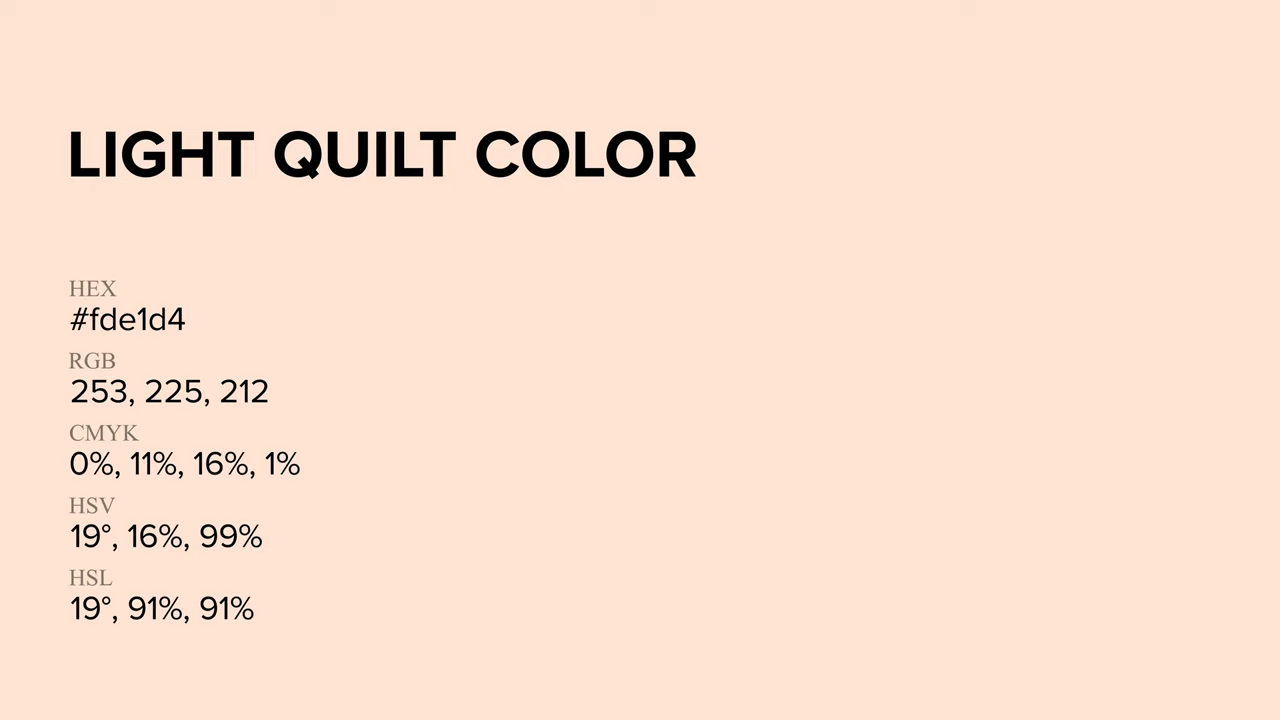 LIGHT QUILT COLOR
HEX
#fde1d4
RGB
253, 225, 212
CMYK
0%, 11%, 16%, 1%
HSV
19°, 16%, 99%
HSL
19°, 91%, 91%